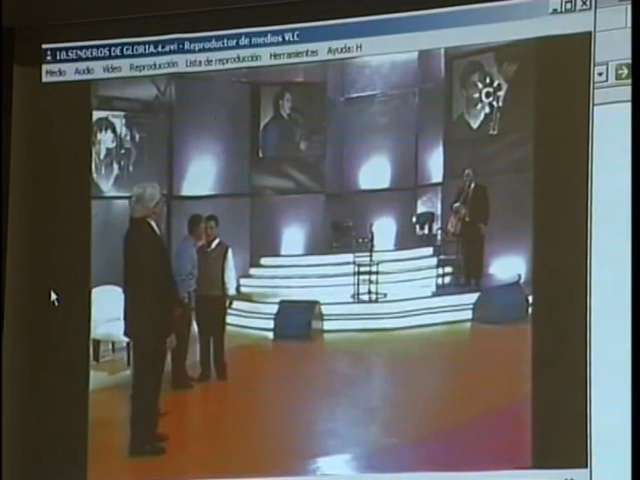 10.SENDEROS DE GLORIA.4.avi - Reproductor de medios VLC
Medio Audio Video Reproducción Lista de reproducción Herramientas Ayuda: H